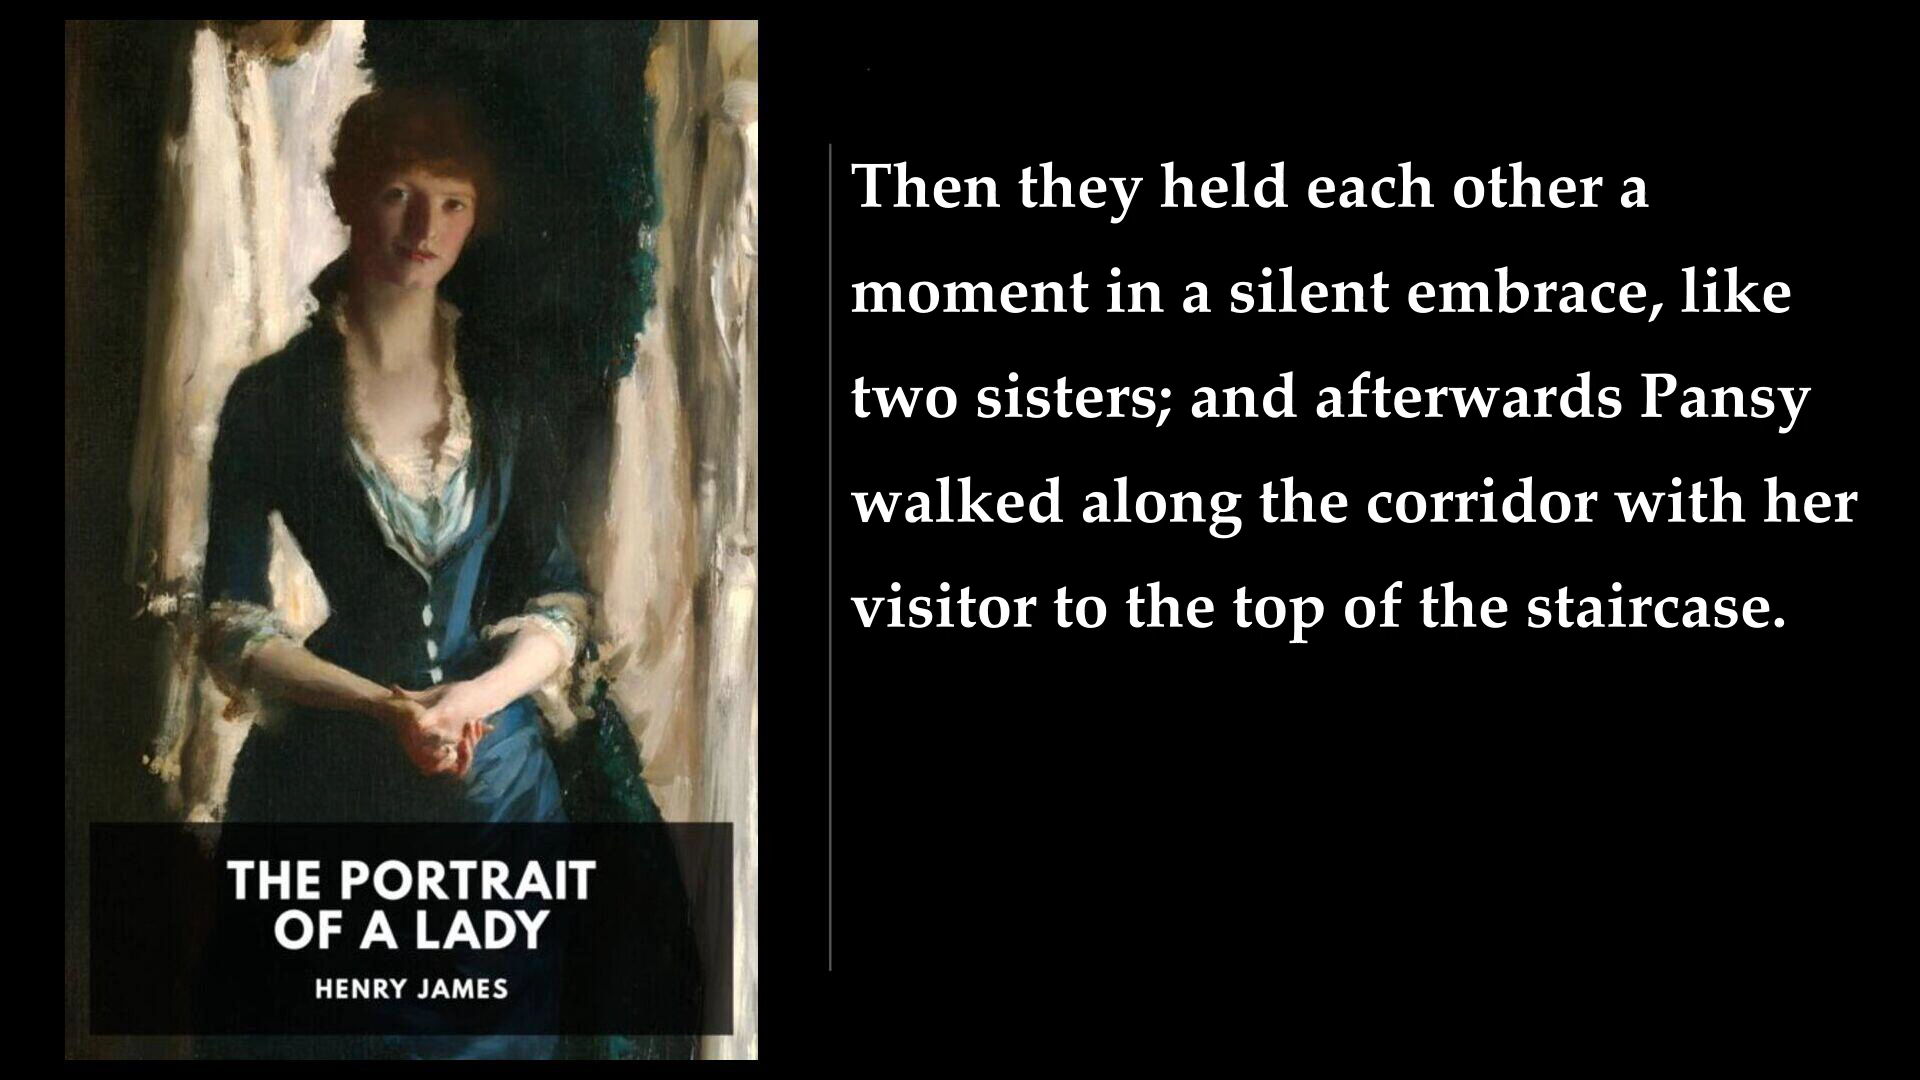 Then they held each other a
moment in a silent embrace, like
two sisters; and afterwards Pansy
walked along the corridor with her
visitor to the top of the staircase.
THE PORTRAIT
OF A LADY
HENRY JAMES